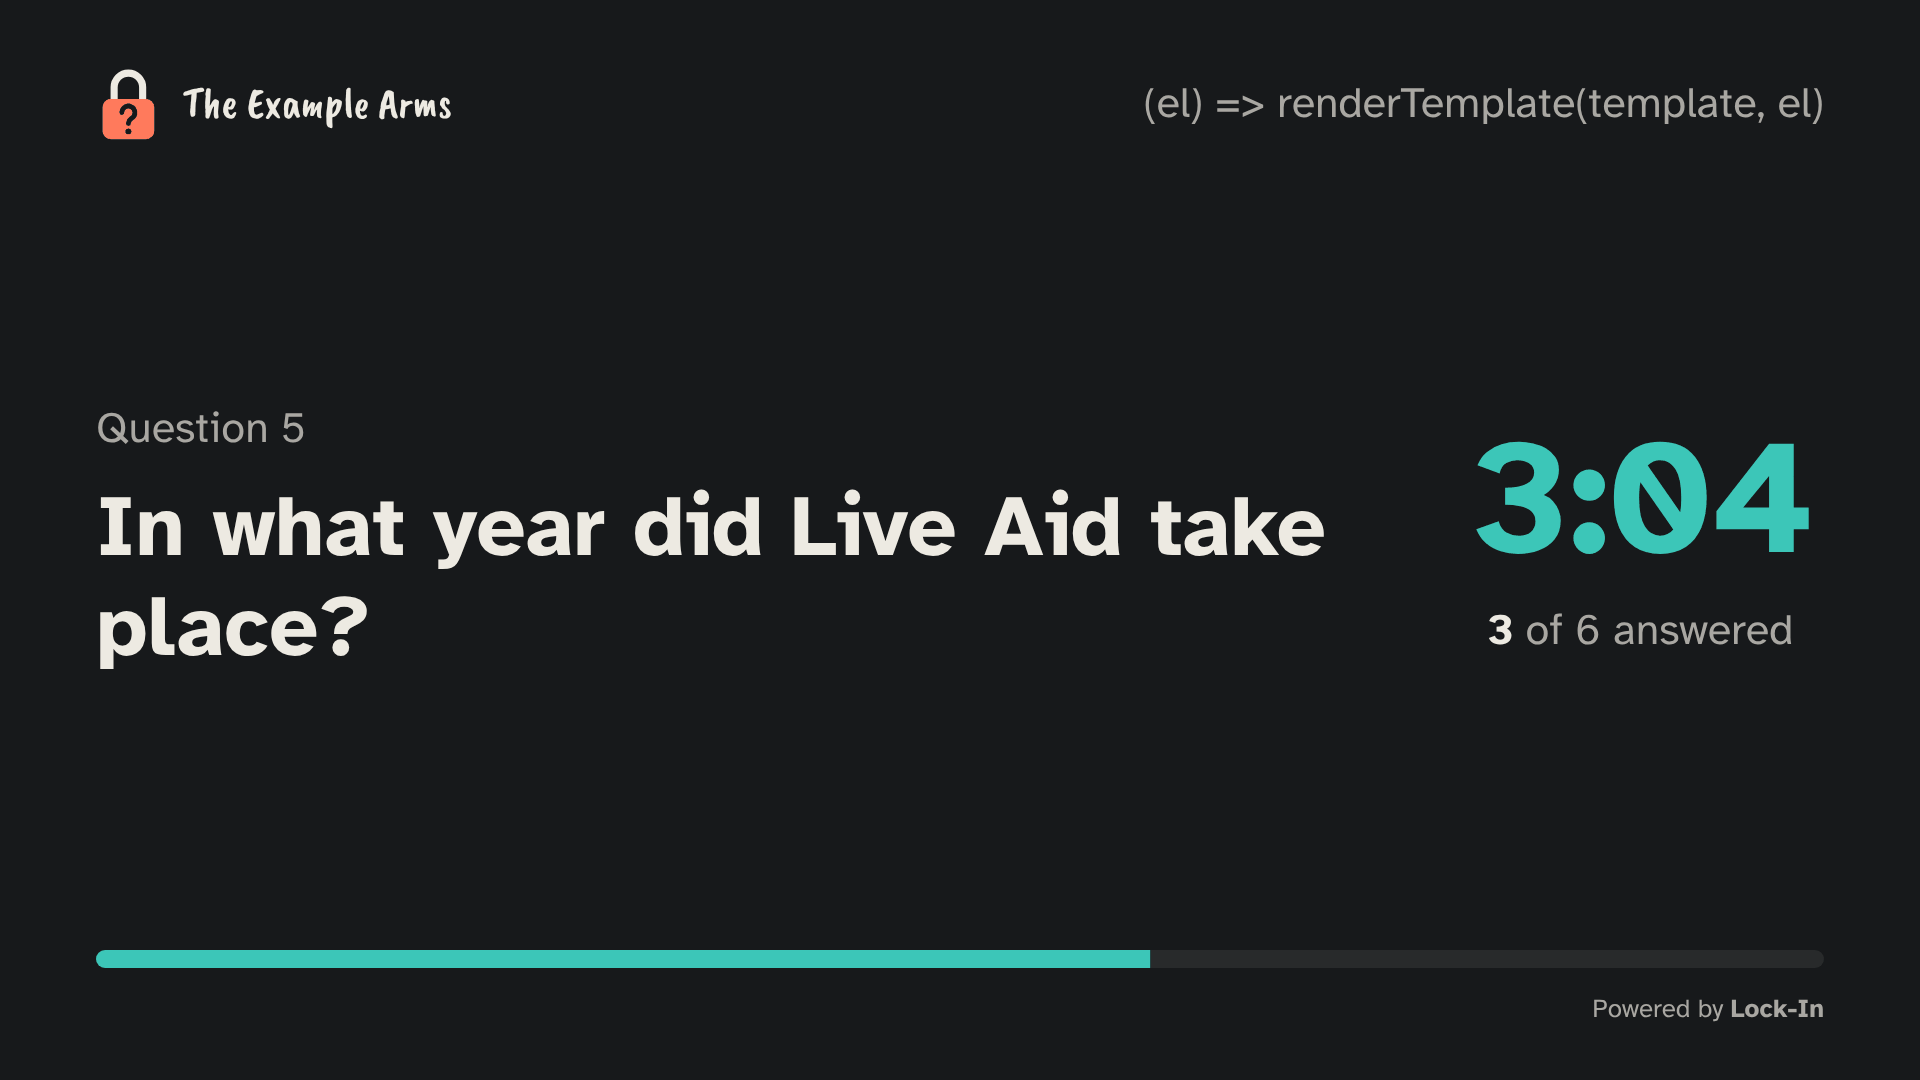 ?
The Example Arms
(el) => renderTemplate(template, el)
Question 5
In what year did Live Aid take
place?
3:04
3 of 6 answered
Powered by Lock-In